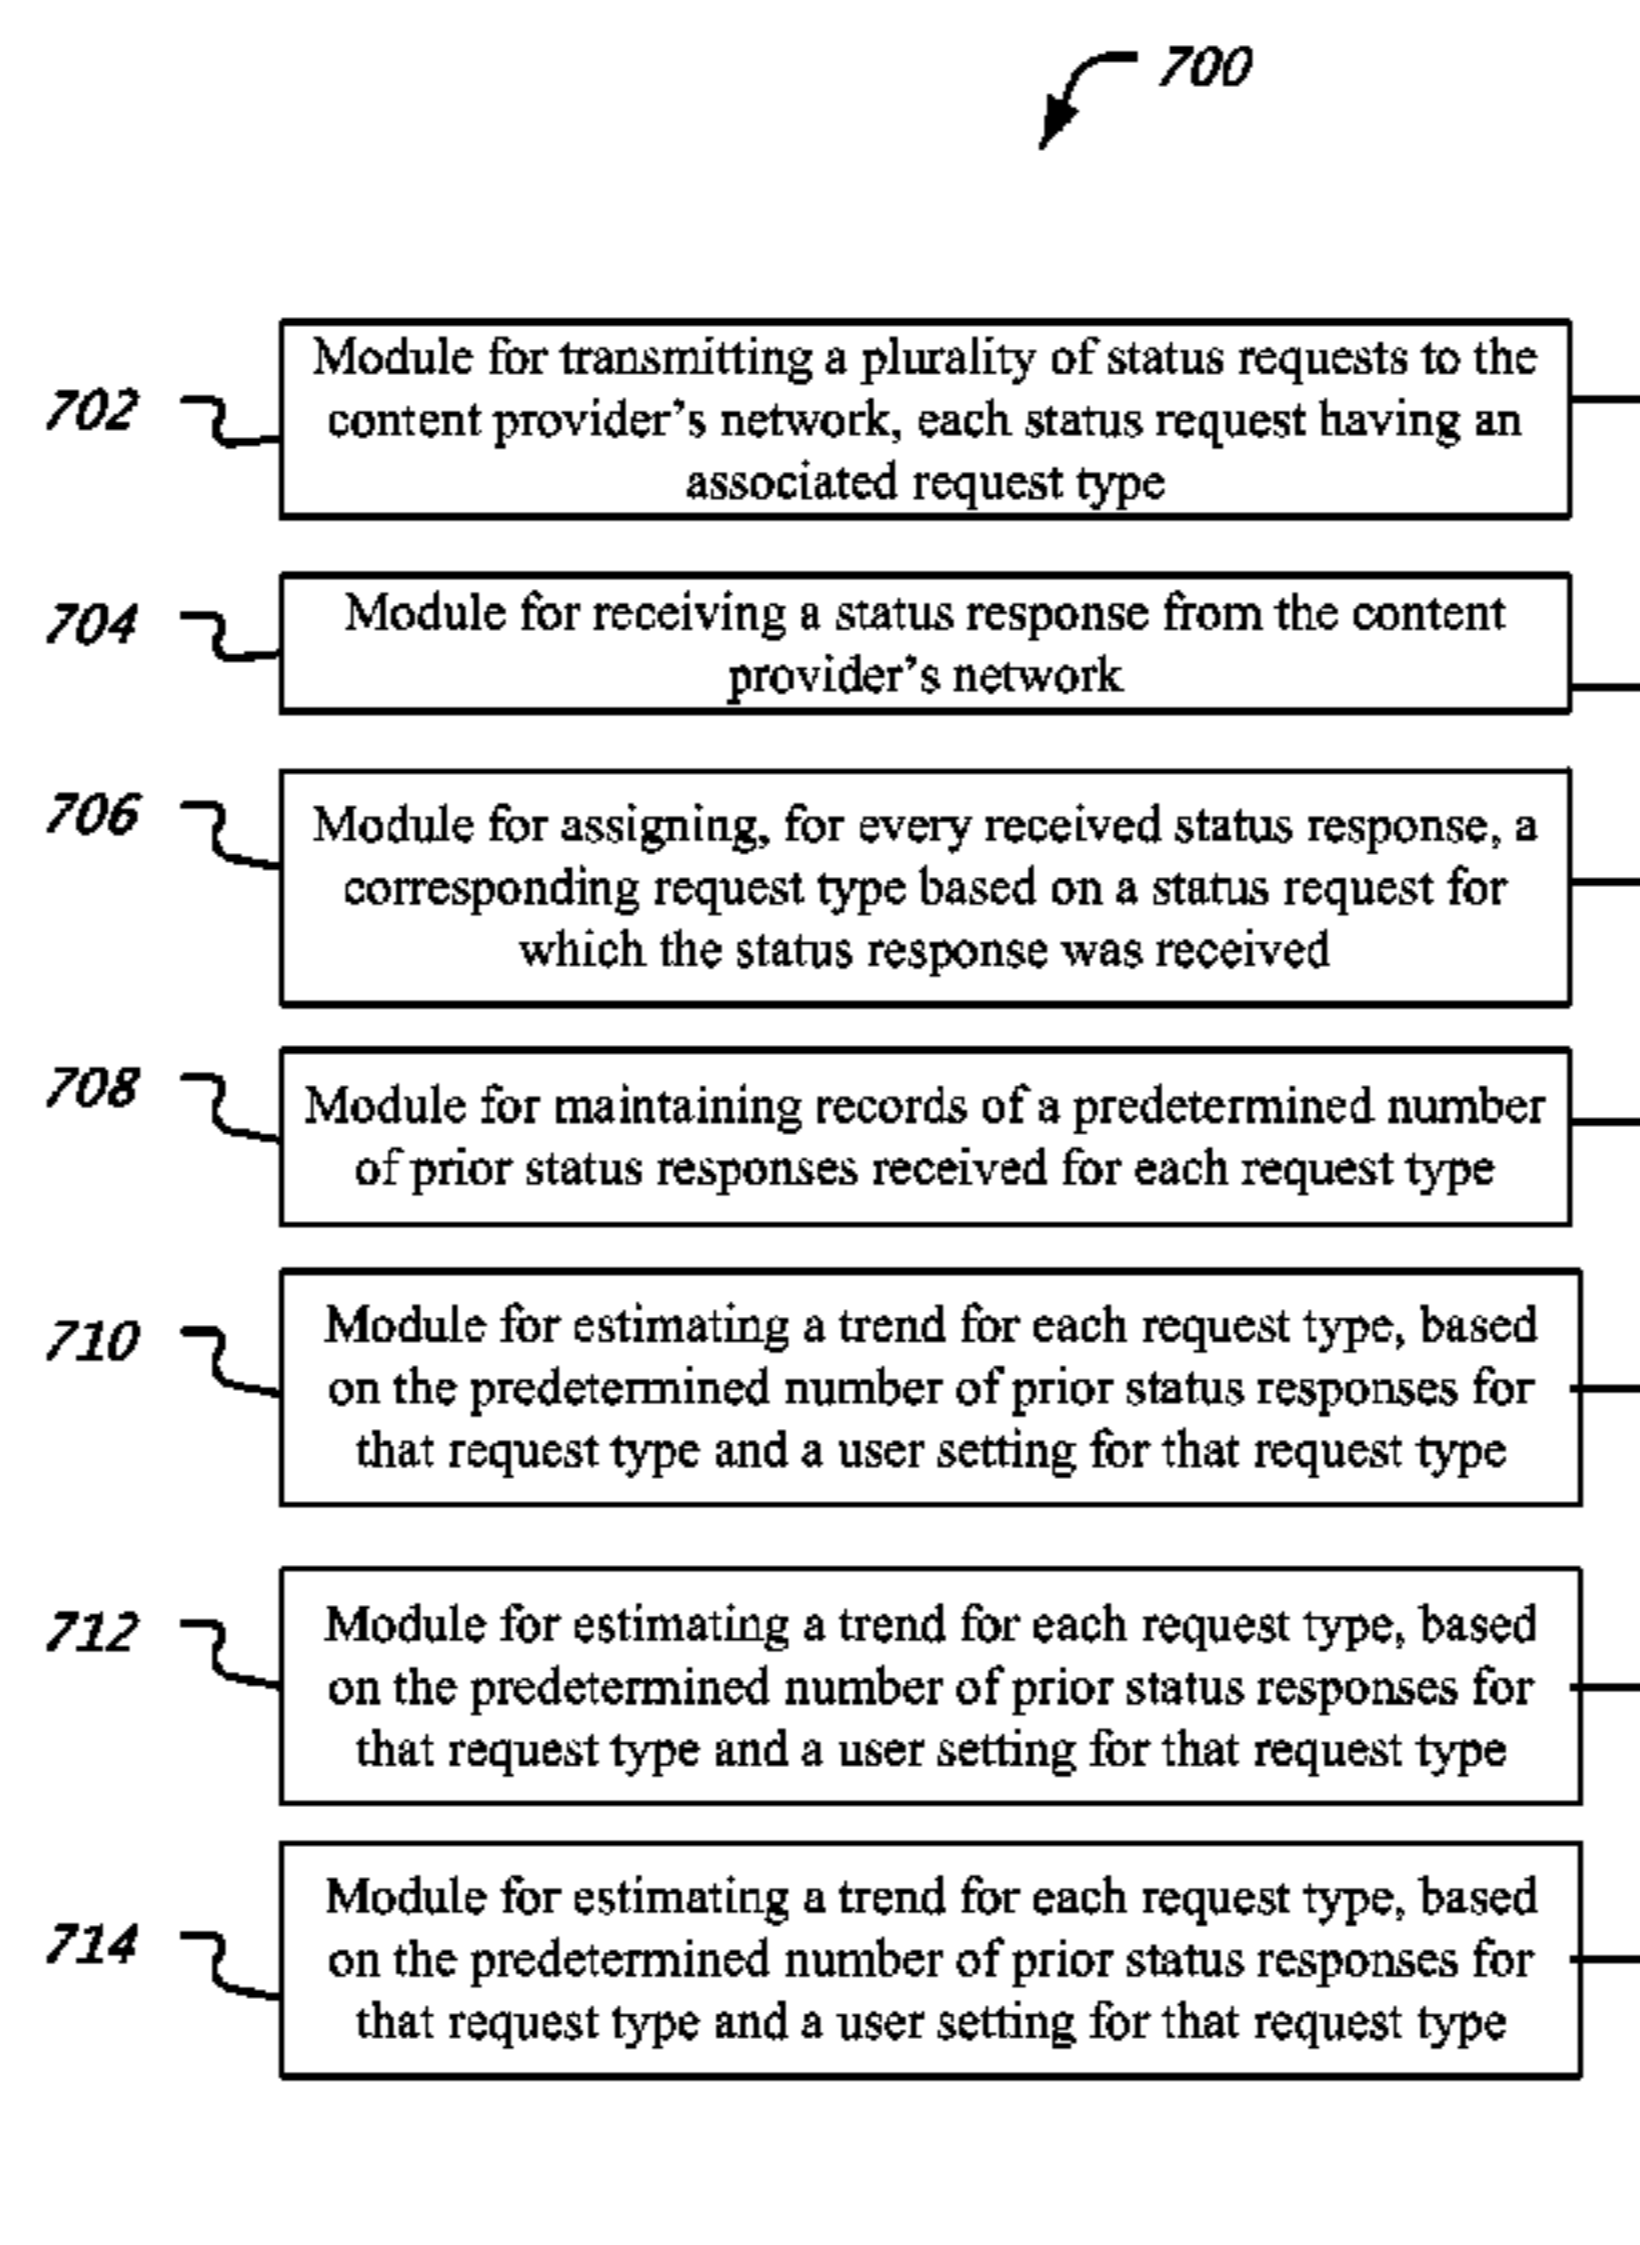 700
702
Module for transmitting a plurality of status requests to the
content provider’s network, each status request having an
associated request type
704
Module for receiving a status response from the content
provider’s network
706
Module for assigning, for every received status response, a
corresponding request type based on a status request for
which the status response was received
708
Module for maintaining records of a predetermined number
of prior status responses received for each request type
710
Module for estimating a trend for each request type, based
on the predetermined number of prior status responses for
that request type and a user setting for that request type
712
Module for estimating a trend for each request type, based
on the predetermined number of prior status responses for
that request type and a user setting for that request type
714
Module for estimating a trend for each request type, based
on the predetermined number of prior status responses for
that request type and a user setting for that request type